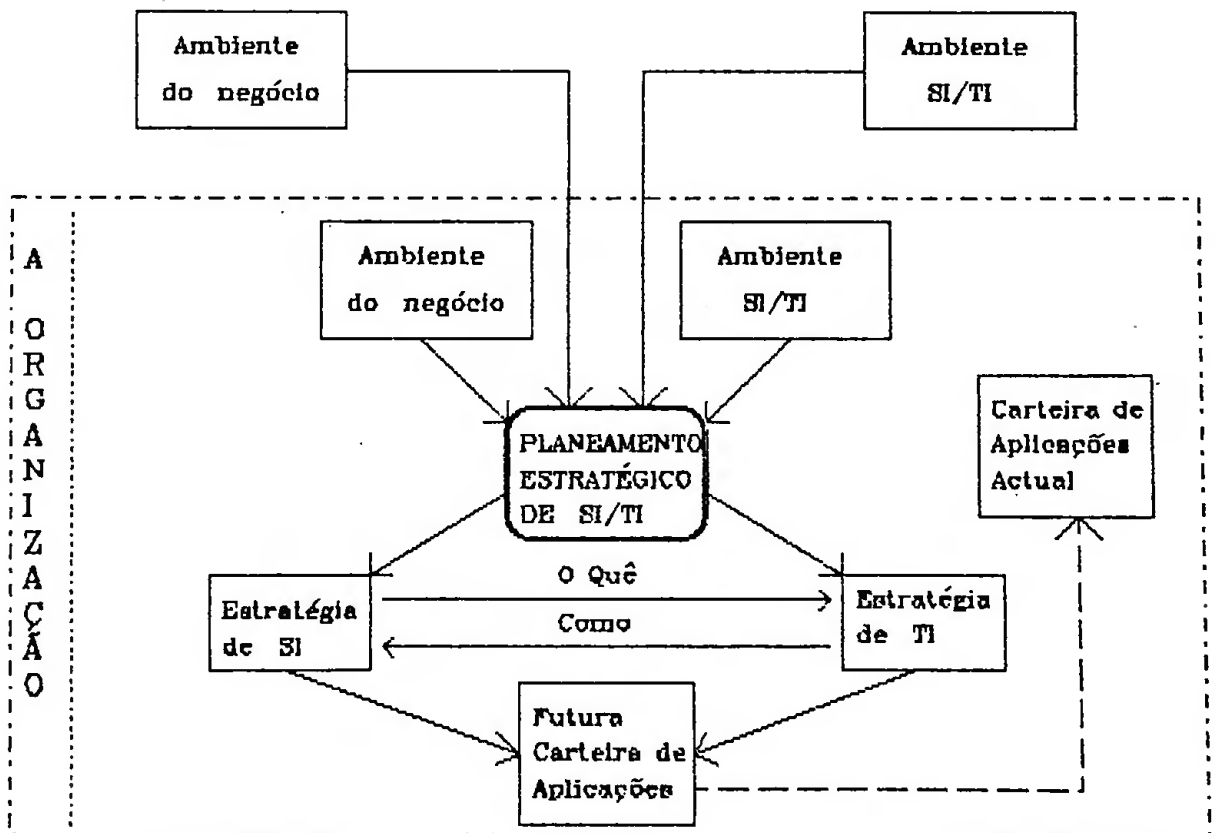 Ambiente
do negócio
Ambiente
SI/TI
A ORGANIZAÇÃO
Ambiente
do negócio
Ambiente
SI/TI
PLANEAMENTO
ESTRATÉGICO
DE SI/TI
Carteira de
Aplicações
Actual
O Quê
Como
Estratégia
de SI
Estratégia
de TI
Futura
Carteira de
Aplicações